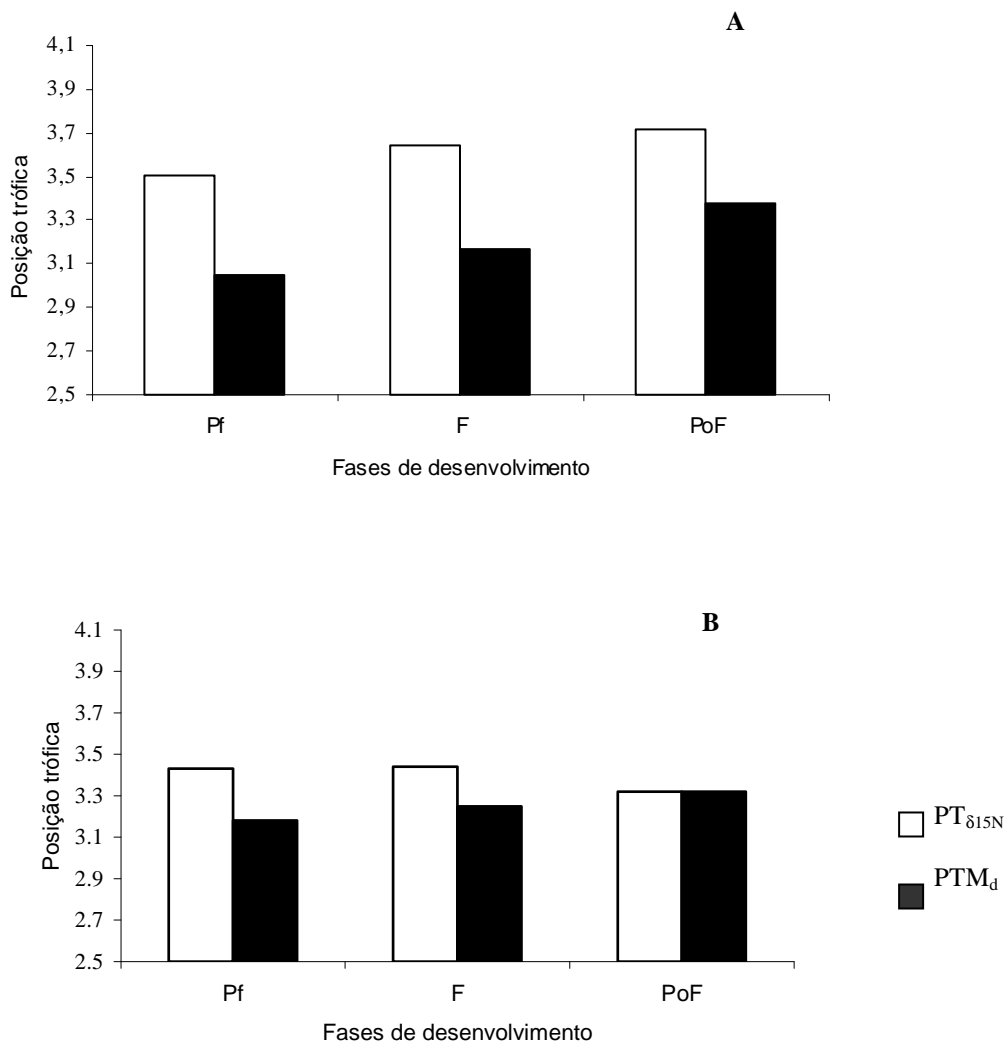 A
4,1
3,9
3,7
3,5
3,3
3,1
2,9
2,7
2,5
Posição trófica
Pf F PoF
Fases de desenvolvimento
B
4.1
3.9
3.7
3.5
3.3
3.1
2.9
2.7
2.5
Posição trófica
Pf F PoF
Fases de desenvolvimento
PTδ15N
PTMd